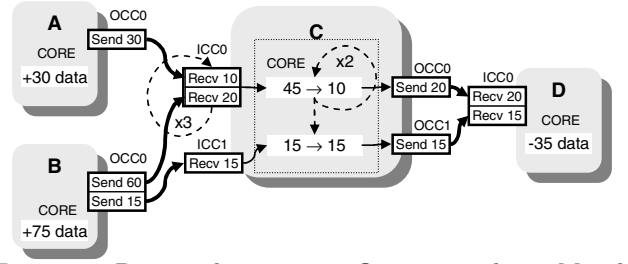 A
OCC0
Send 30
CORE
+30 data
ICC0
Recv 10
Recv 20
x3
C
CORE
x2
45 → 10
15 → 15
OCC0
Send 20
OCC1
Send 15
ICC0
Recv 20
Recv 15
D
CORE
-35 data
B
OCC0
Send 60
Send 15
CORE
+75 data
ICC1
Recv 15